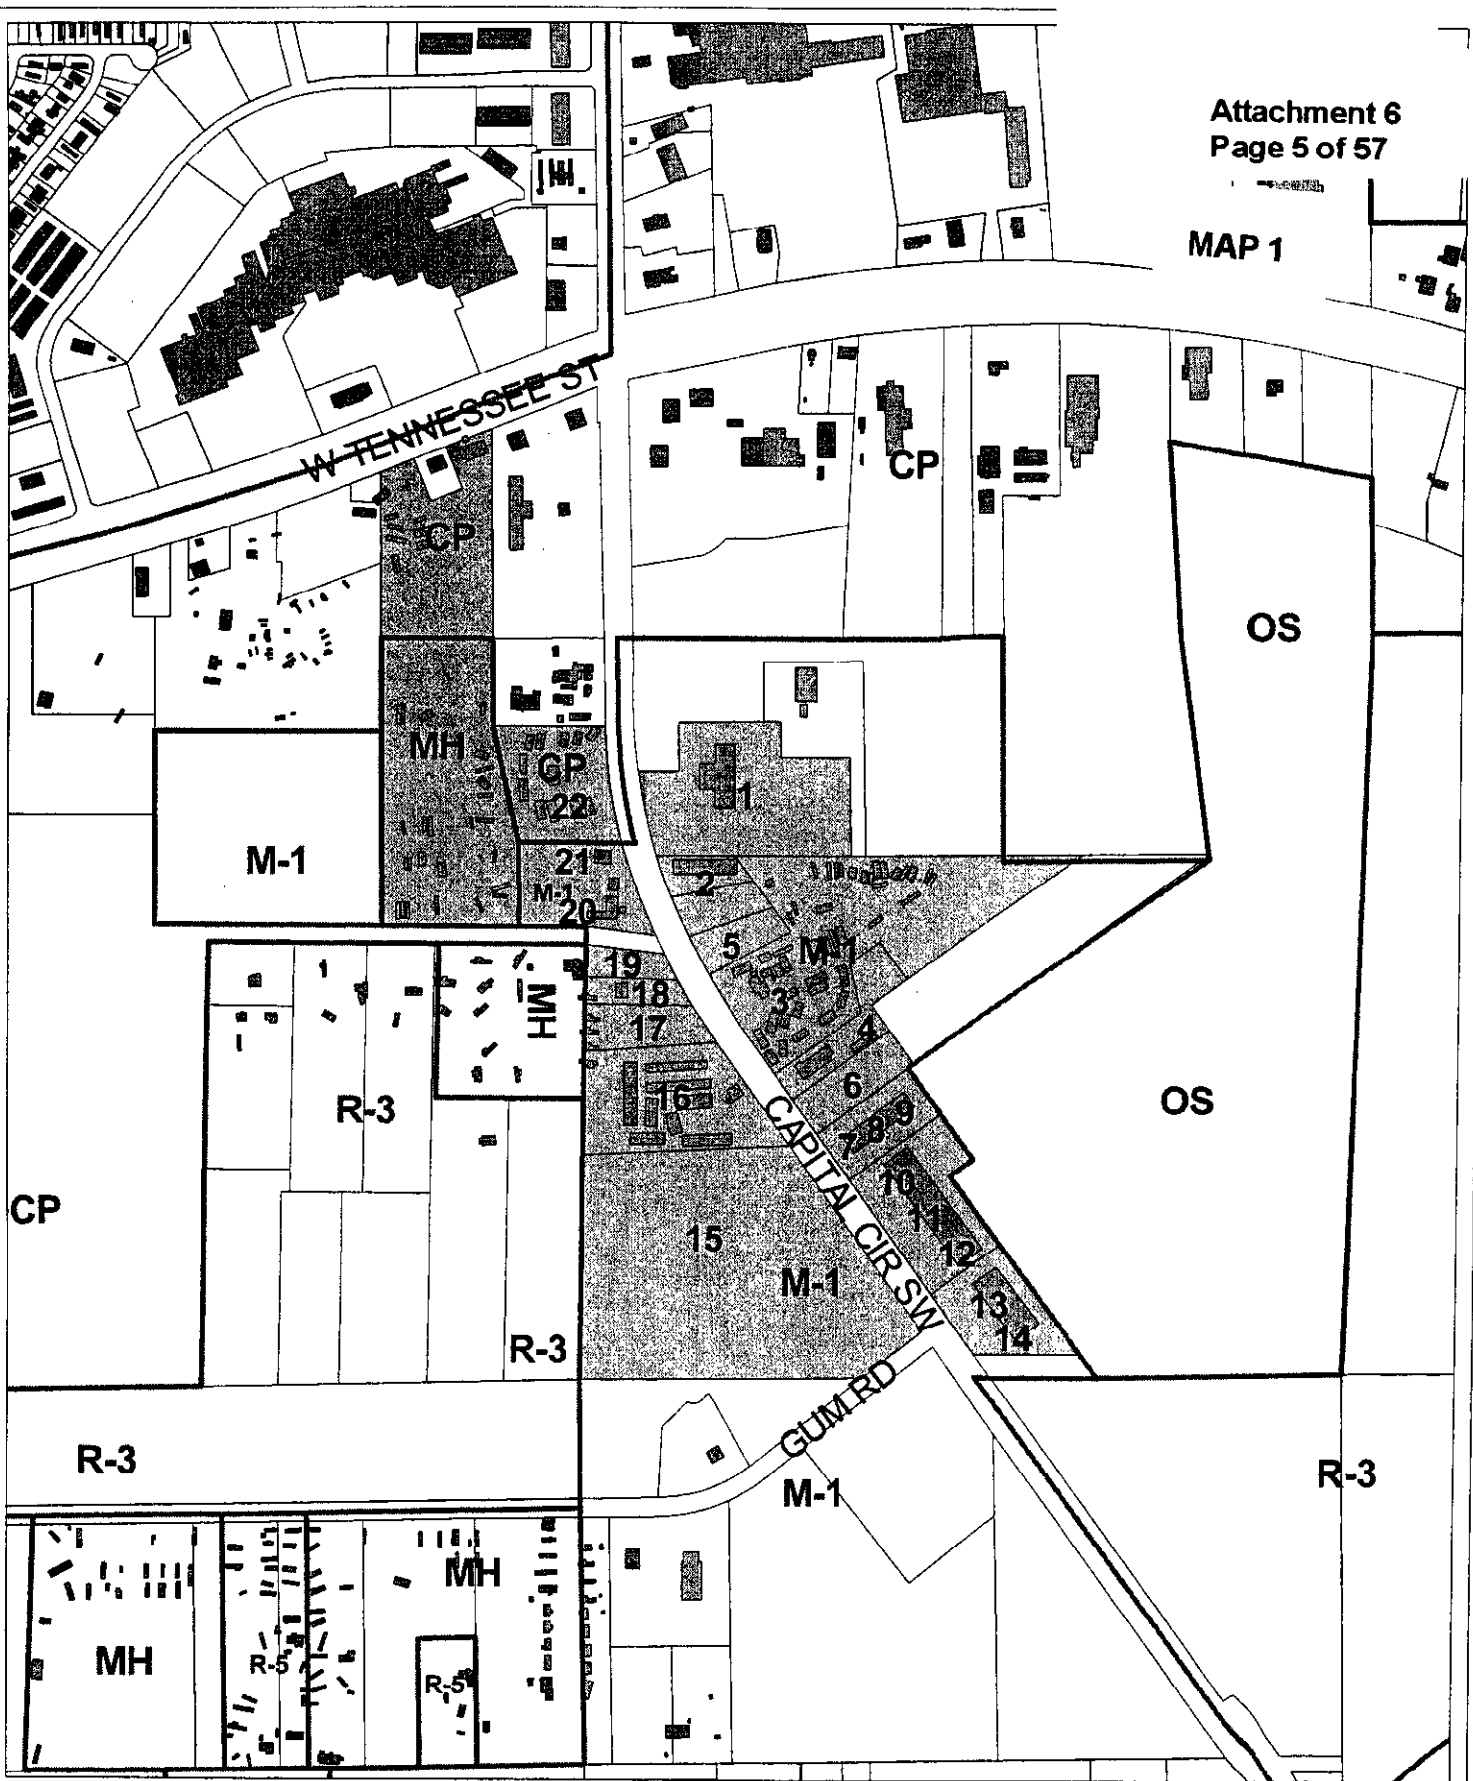 Attachment 6
Page 5 of 57
MAP 1
W TENNESSEE ST
CP
CP
OS
MH
CP
22
1
M-1
21
M-1
20
2
5
M-1
3
19
18
17
MH
4
R-3
16
6
OS
CAPITAL CIR SW
7
8
9
10
11
12
CP
15
M-1
13
14
R-3
GUM RD
R-3
M-1
R-3
MH
MH
R-5
R-5